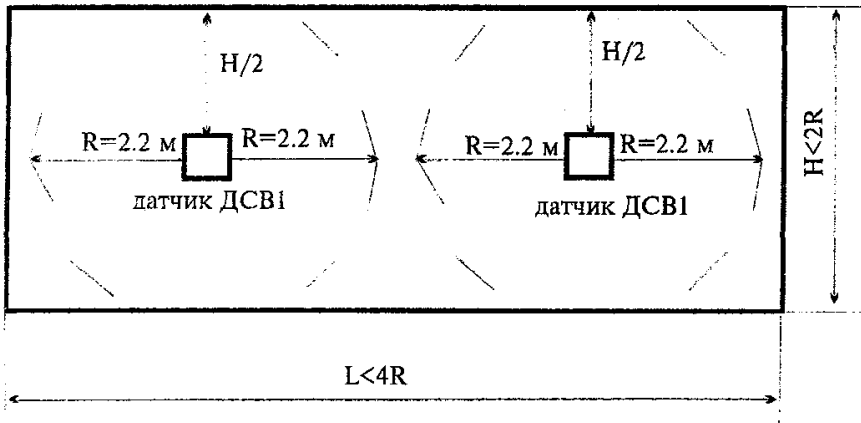 H/2
H/2
R=2.2 м R=2.2 м
R=2.2 м R=2.2 м
датчик ДСВ1
датчик ДСВ1
H<2R
L<4R